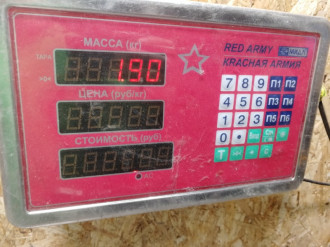 МАССА (кг)
19.0
RED ARMY
КРАСНАЯ АРМИЯ
ЦЕНА (руб/кг)
7 8 9 П1 П2
4 5 6 П3 П4
1 2 3 П5 П6
СТОИМОСТЬ (руб)
0
T